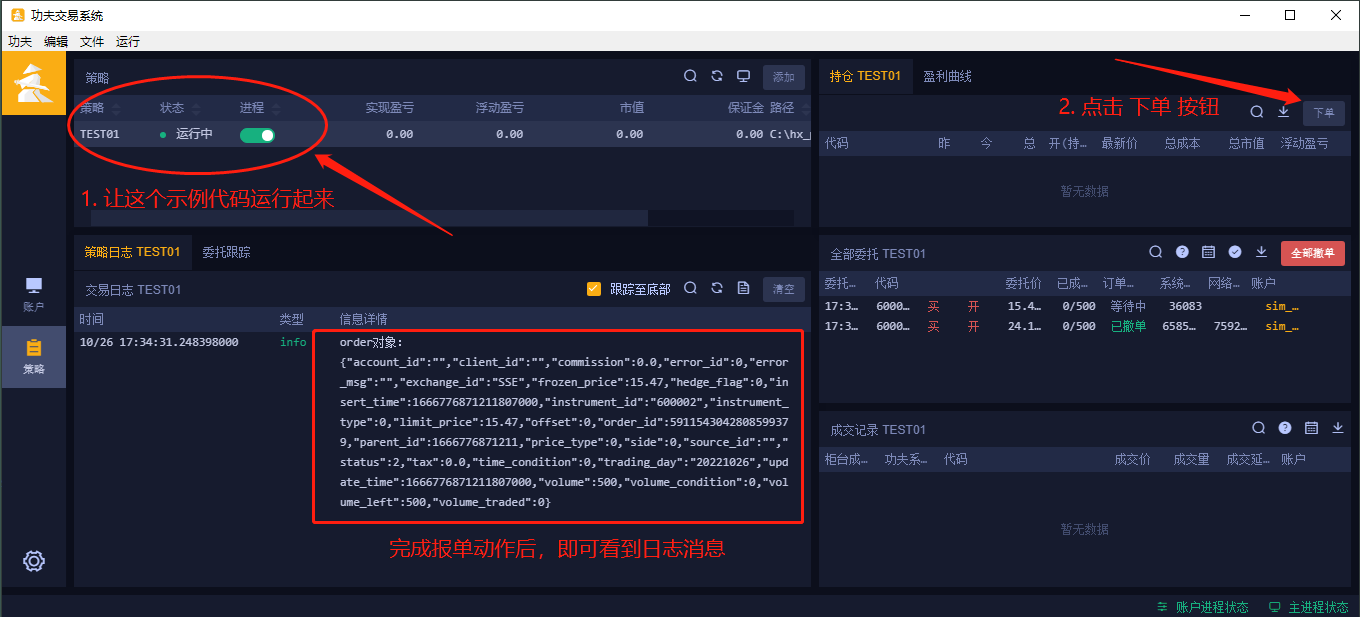 功夫交易系统
功夫 编辑 文件 运行
策略 添加
策略 状态 进程 实现盈亏 浮动盈亏 市值 保证金 路径
TEST01 运行中 0.00 0.00 0.00 0.00 C:\hx_
1. 让这个示例代码运行起来
持仓 TEST01 盈利曲线
2. 点击 下单 按钮
下单
代码 昨 今 总 开(持... 最新价 总成本 总市值 浮动盈亏
暂无数据
账户
策略
策略日志 TEST01 委托跟踪
交易日志 TEST01 跟踪至底部 清空
时间 类型 信息详情
10/26 17:34:31.248398000 info order对象:
{"account_id":"","client_id":"","commission":0.0,"error_id":0,"error
_msg":"","exchange_id":"SSE","frozen_price":15.47,"hedge_flag":0,"in
sert_time":1666776871211807000,"instrument_id":"600002","instrument_
type":0,"limit_price":15.47,"offset":0,"order_id":591154304280859937
9,"parent_id":1666776871211,"price_type":0,"side":0,"source_id":"","
status":2,"tax":0.0,"time_condition":0,"trading_day":"20221026","upd
ate_time":1666776871211807000,"volume":500,"volume_condition":0,"vol
ume_left":500,"volume_traded":0}
完成报单动作后，即可看到日志消息
全部委托 TEST01 全部撤单
委托... 代码 委托价 已成... 订单... 系统... 网络... 账户
17:3... 6000... 买 开 15.4... 0/500 等待中 36083 sim_...
17:3... 6000... 买 开 24.1... 0/500 已撤单 6585... 7592... sim_...
成交记录 TEST01
柜台成... 功夫系... 代码 成交价 成交量 成交延... 账户
暂无数据
账户进程状态 主进程状态